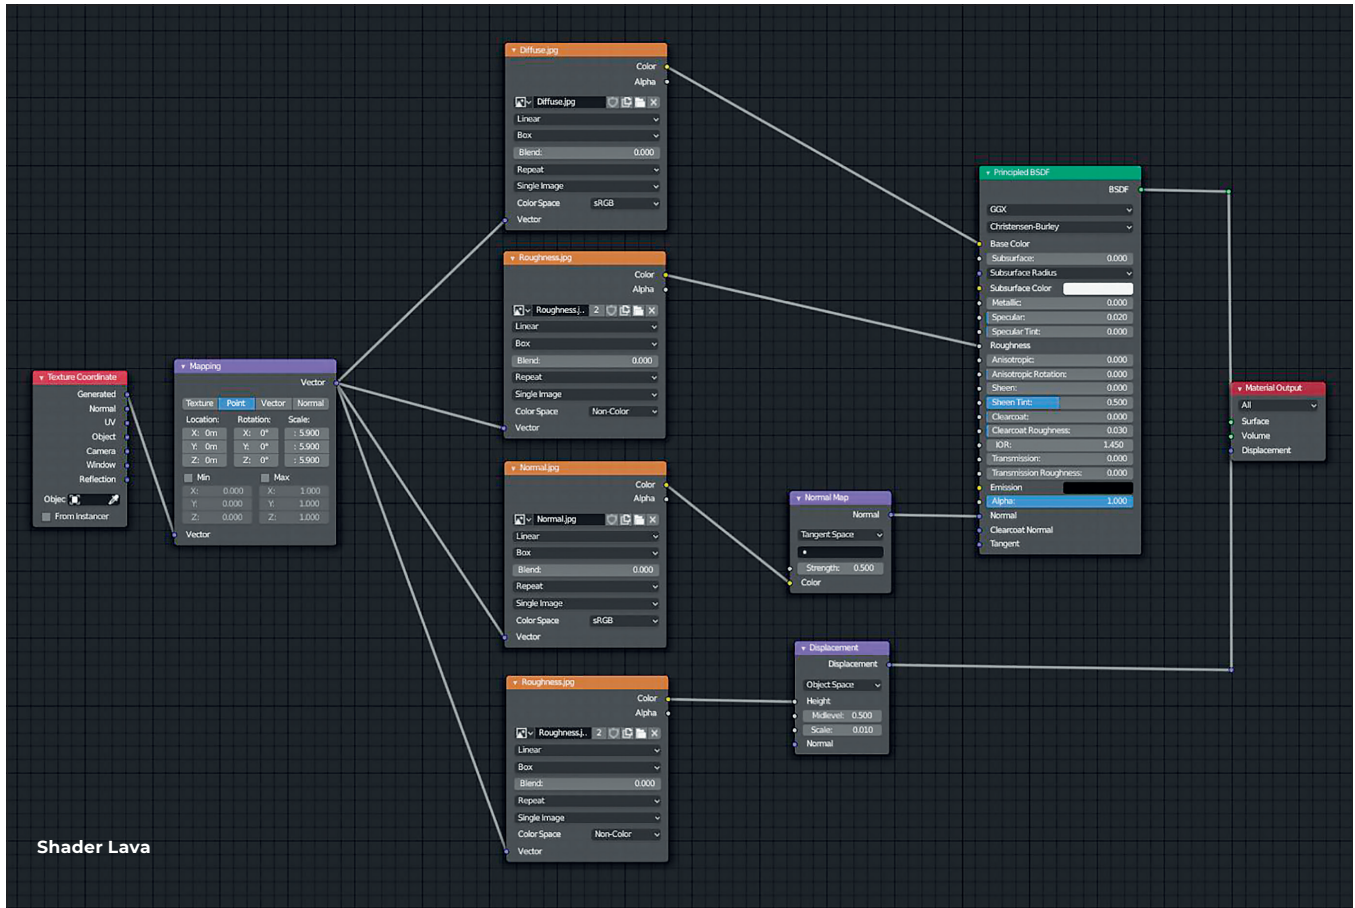 Diffuse.jpg
Color
Alpha
Diffuse.jpg
Linear
Box
Blend: 0.000
Repeat
Single Image
Color Space sRGB
Vector
Roughness.jpg
Color
Alpha
Roughness.j.. 2
Linear
Box
Blend: 0.000
Repeat
Single Image
Color Space Non-Color
Vector
Texture Coordinate
Generated
Normal
UV
Object
Camera
Window
Reflection
Objec
From Instancer
Mapping
Vector
Texture Point Vector Normal
Location: Rotation: Scale:
X: 0m X: 0° : 5.900
Y: 0m Y: 0° : 5.900
Z: 0m Z: 0° : 5.900
Min Max
X: 0.000 X: 1.000
Y: 0.000 Y: 1.000
Z: 0.000 Z: 1.000
Vector
Normal.jpg
Color
Alpha
Normal.jpg
Linear
Box
Blend: 0.000
Repeat
Single Image
Color Space sRGB
Vector
Roughness.jpg
Color
Alpha
Roughness.j.. 2
Linear
Box
Blend: 0.000
Repeat
Single Image
Color Space Non-Color
Vector
Normal Map
Normal
Tangent Space
Strength: 0.500
Color
Displacement
Displacement
Object Space
Height
Midlevel: 0.500
Scale: 0.010
Normal
Principled BSDF
BSDF
GGX
Christensen-Burley
Base Color
Subsurface: 0.000
Subsurface Radius
Subsurface Color
Metallic: 0.000
Specular: 0.020
Specular Tint: 0.000
Roughness
Anisotropic: 0.000
Anisotropic Rotation: 0.000
Sheen: 0.000
Sheen Tint: 0.500
Clearcoat: 0.000
Clearcoat Roughness: 0.030
IOR: 1.450
Transmission: 0.000
Transmission Roughness: 0.000
Emission
Alpha: 1.000
Normal
Clearcoat Normal
Tangent
Material Output
All
Surface
Volume
Displacement
Shader Lava